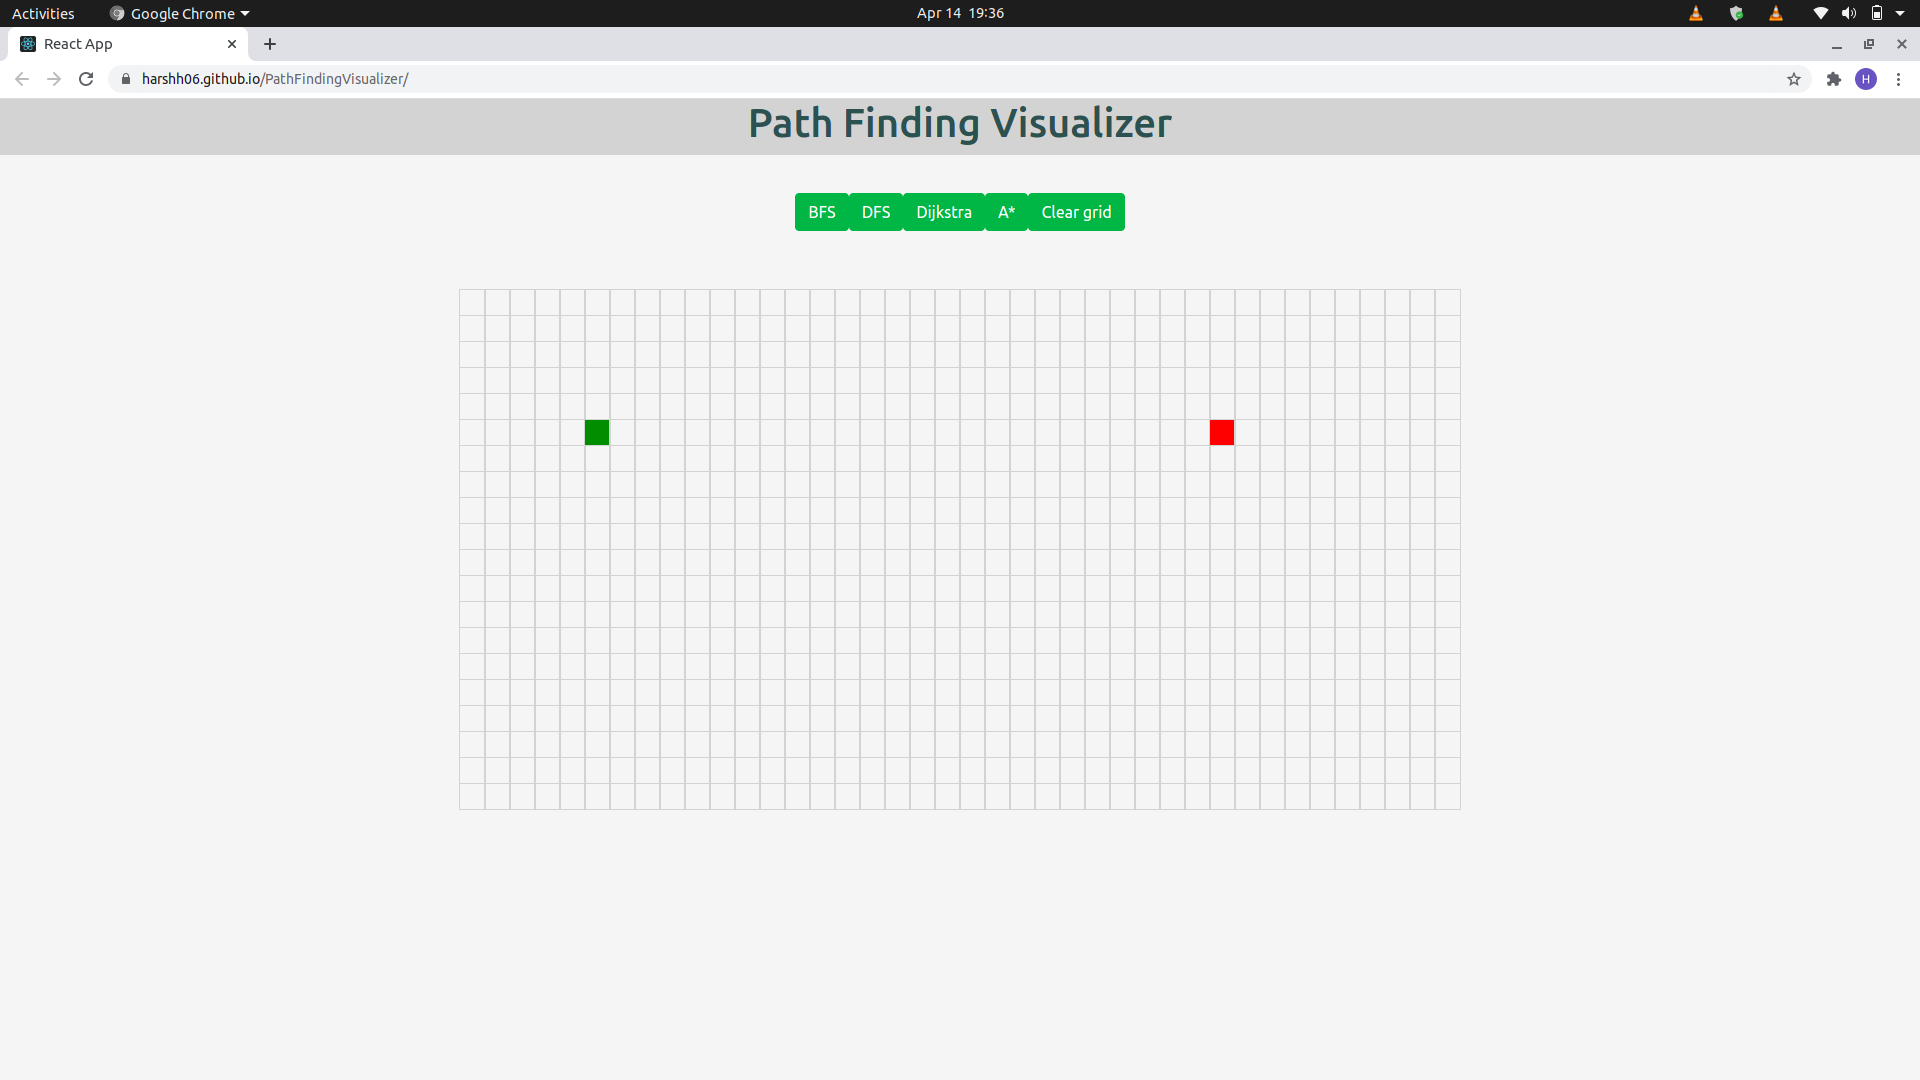 Activities Google Chrome Apr 14 19:36
React App
harshh06.github.io/PathFindingVisualizer/ H
Path Finding Visualizer
BFS DFS Dijkstra A* Clear grid